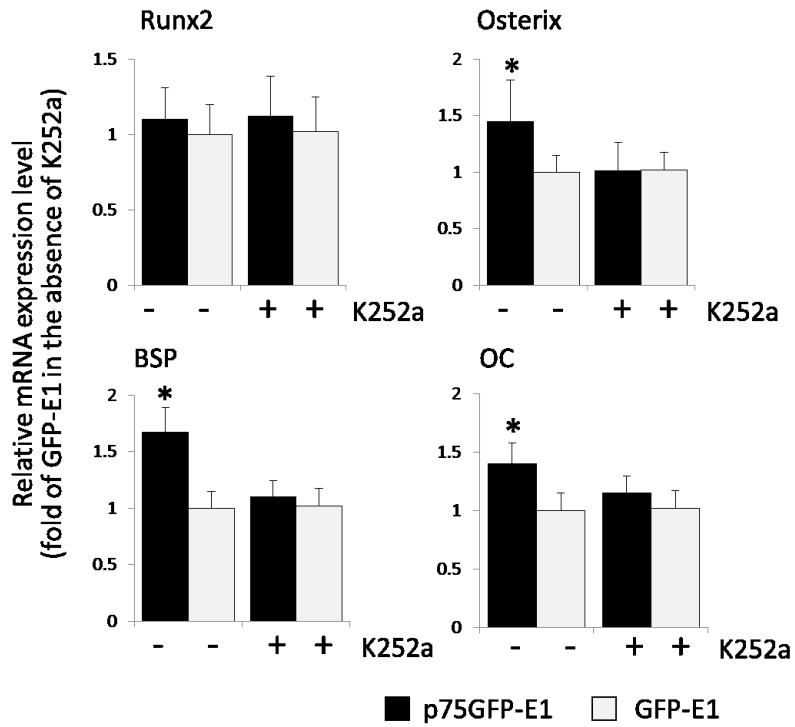 Relative mRNA expression level
(fold of GFP-E1 in the absence of K252a)
Runx2
1.5
1
0.5
0
- - + + K252a
Osterix
2
1.5
1
0.5
0
*
- - + + K252a
BSP
2
1.5
1
0.5
0
*
- - + + K252a
OC
2
1.5
1
0.5
0
*
- - + + K252a
p75GFP-E1 GFP-E1